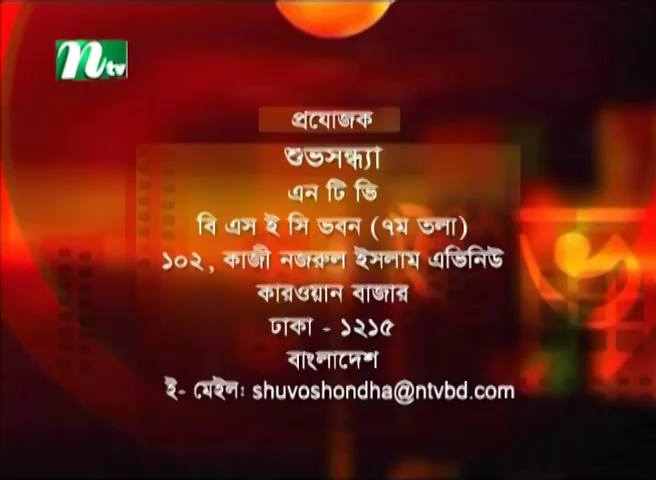 ntv
প্রযোজক
শুভসন্ধ্যা
এন টি ভি
বি এস ই সি ভবন (৭ম তলা)
১০২, কাজী নজরুল ইসলাম এভিনিউ
কারওয়ান বাজার
ঢাকা - ১২১৫
বাংলাদেশ
ই- মেইল: shuvoshondha@ntvbd.com